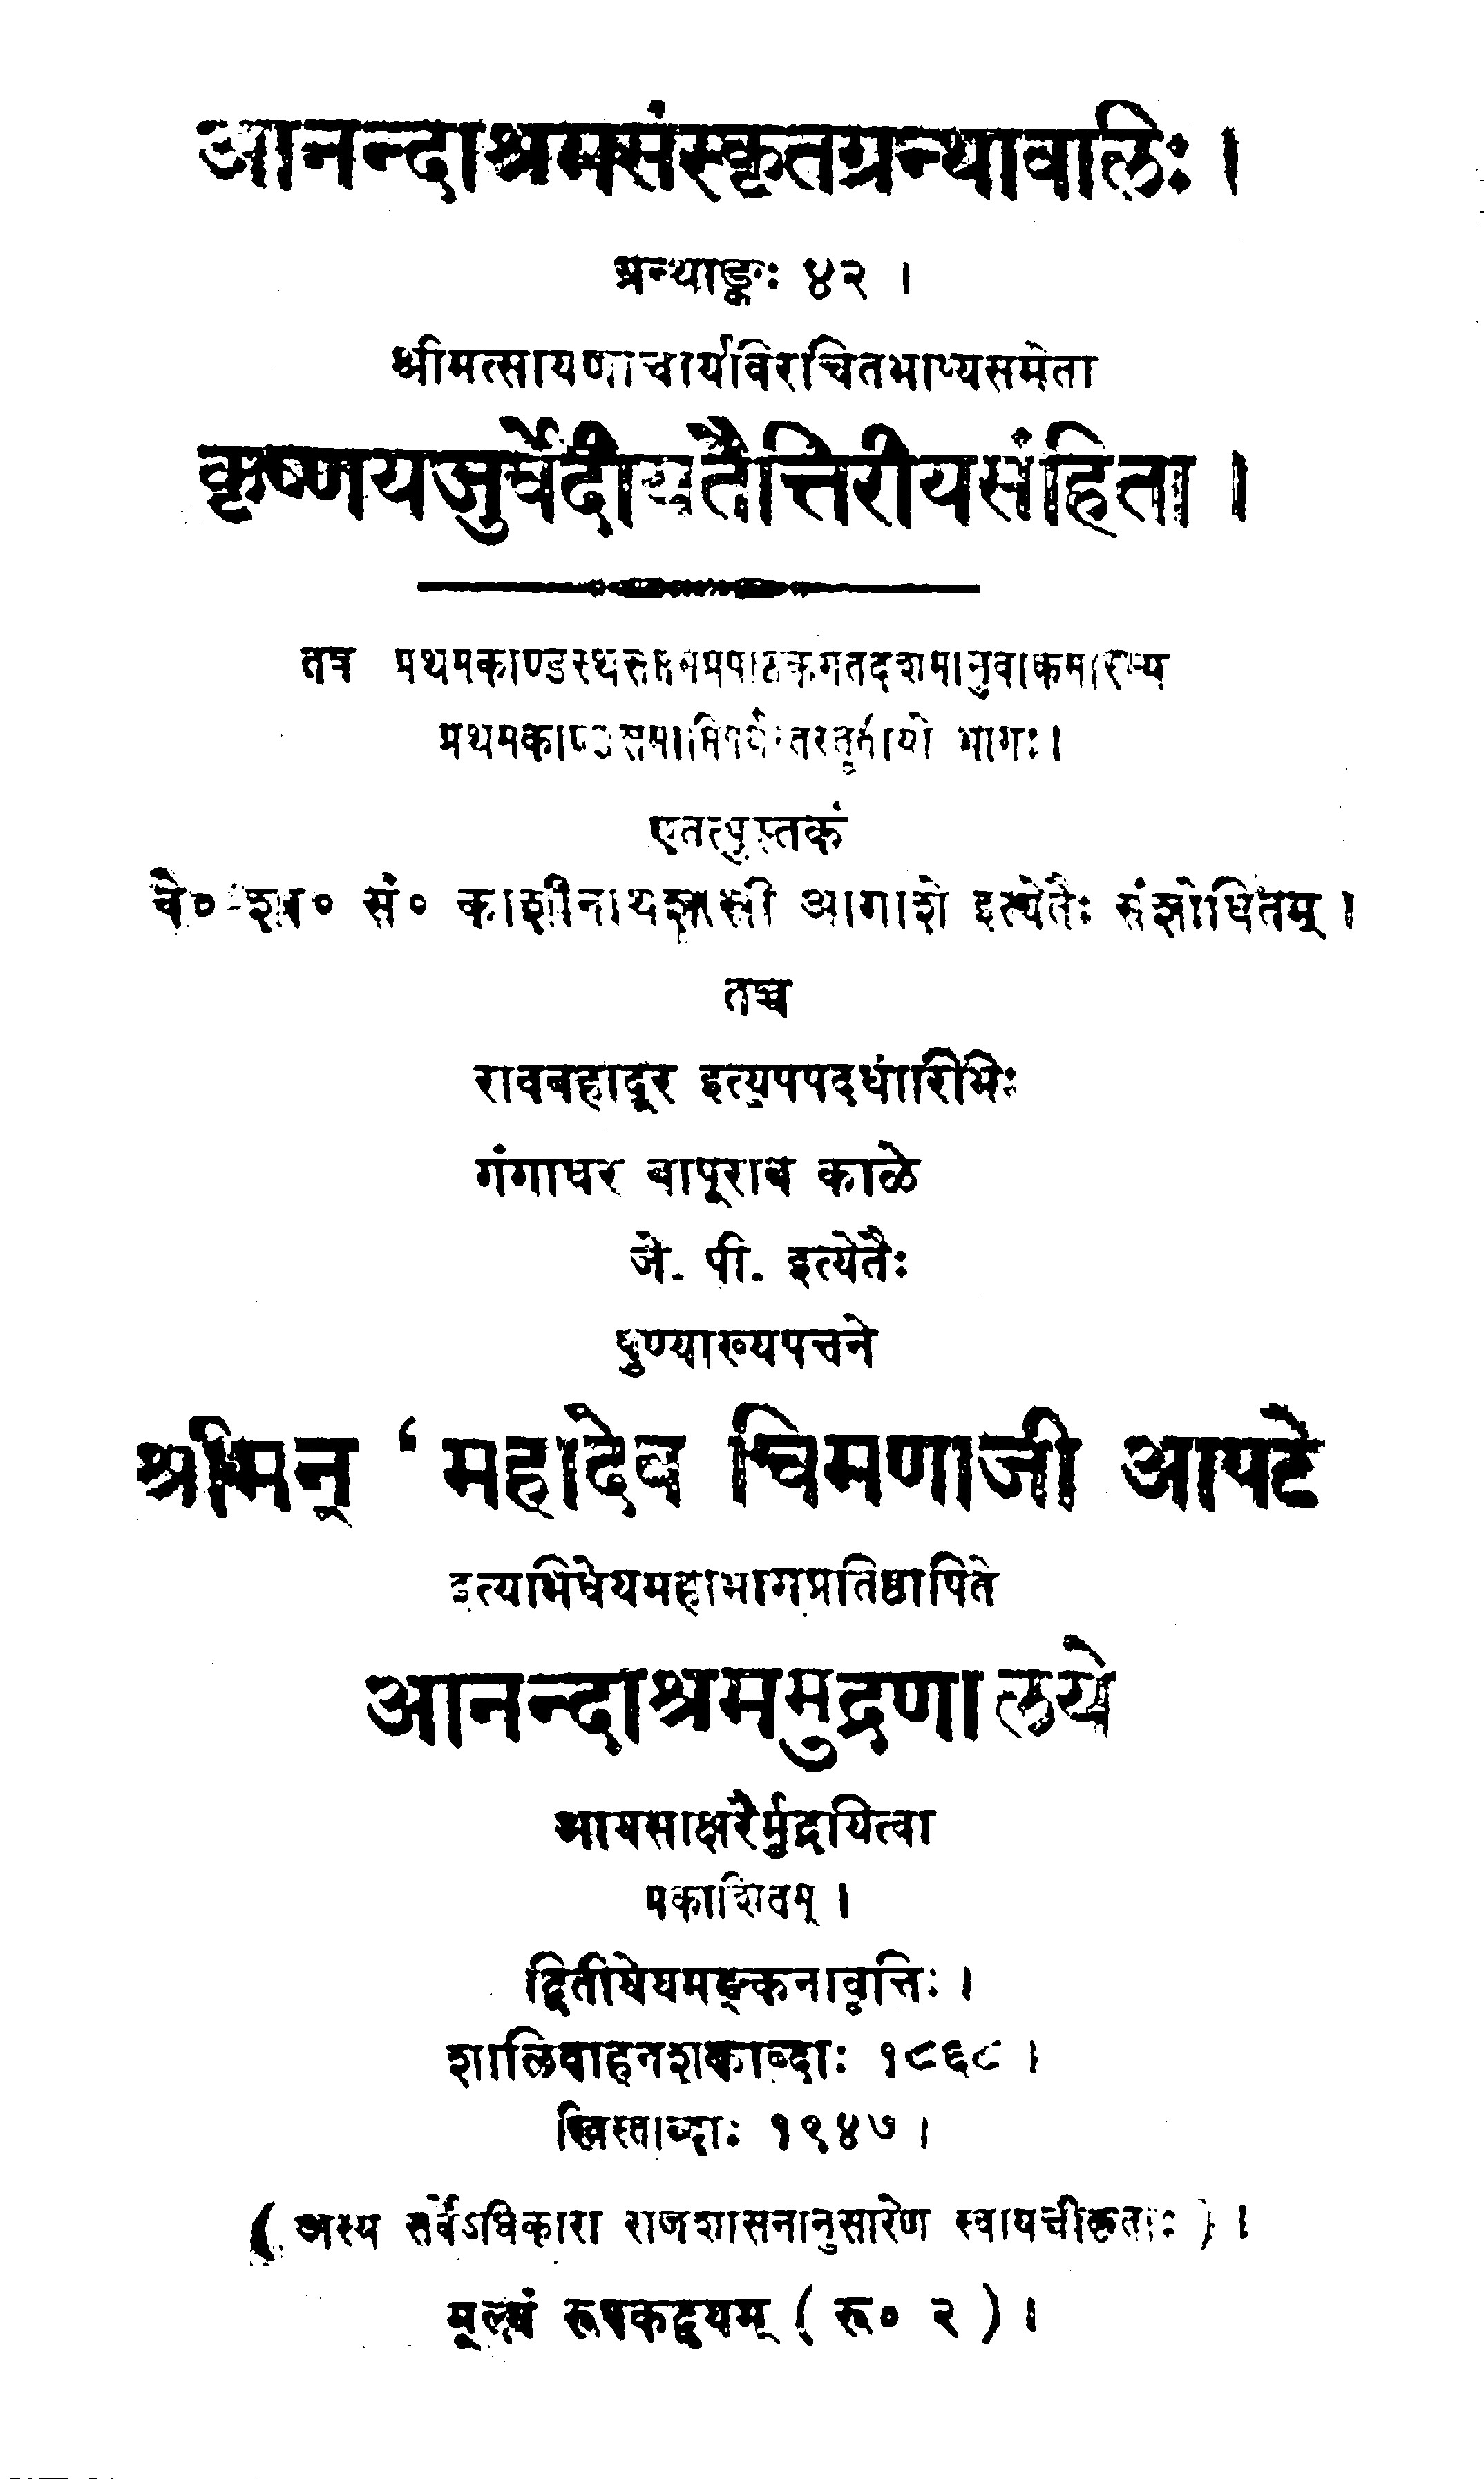 आनन्दाश्रमसंस्कृतग्रन्थावलिः ।
ग्रन्थाङ्कः ४२ ।
श्रीमत्सायणाचार्यविरचितभाष्यसमेता
कृष्णयजुर्वेदीयतैत्तिरीयसंहिता ।
तत्र प्रथमकाण्डस्थसप्तमप्रपाठकगतदशमानुवाकमारभ्य
प्रथमकाण्डसमाप्तिपर्यन्तस्तृतीयो भागः ।
एतत्पुस्तकं
वे० शा० सं० काशीनाथशास्त्री आगाशे इत्येतैः संशोधितम् ।
तच्च
रावबहादूर इत्युपपदधारिभिः
गंगाधर बापूराव काळे
जे. पी. इत्येतैः
पुण्याख्यपत्तने
श्रीमन् ‘ महादेव चिमणाजी आपटे
इत्यभिधेयमहाभागप्रतिष्ठापिते
आनन्दाश्रममुद्रणालये
आयसाक्षरैर्मुद्रयित्वा
प्रकाशितम् ।
द्वितीयेयमङ्कनावृत्तिः ।
शालिवाहनशकाब्दाः १८६८ ।
ख्रिस्ताब्दाः १९४७ ।
( अस्य सर्वेऽधिकारा राजशासनानुसारेण स्वायत्तीकृताः ) ।
मूल्यं रूपकद्वयम् ( रू० २ ) ।